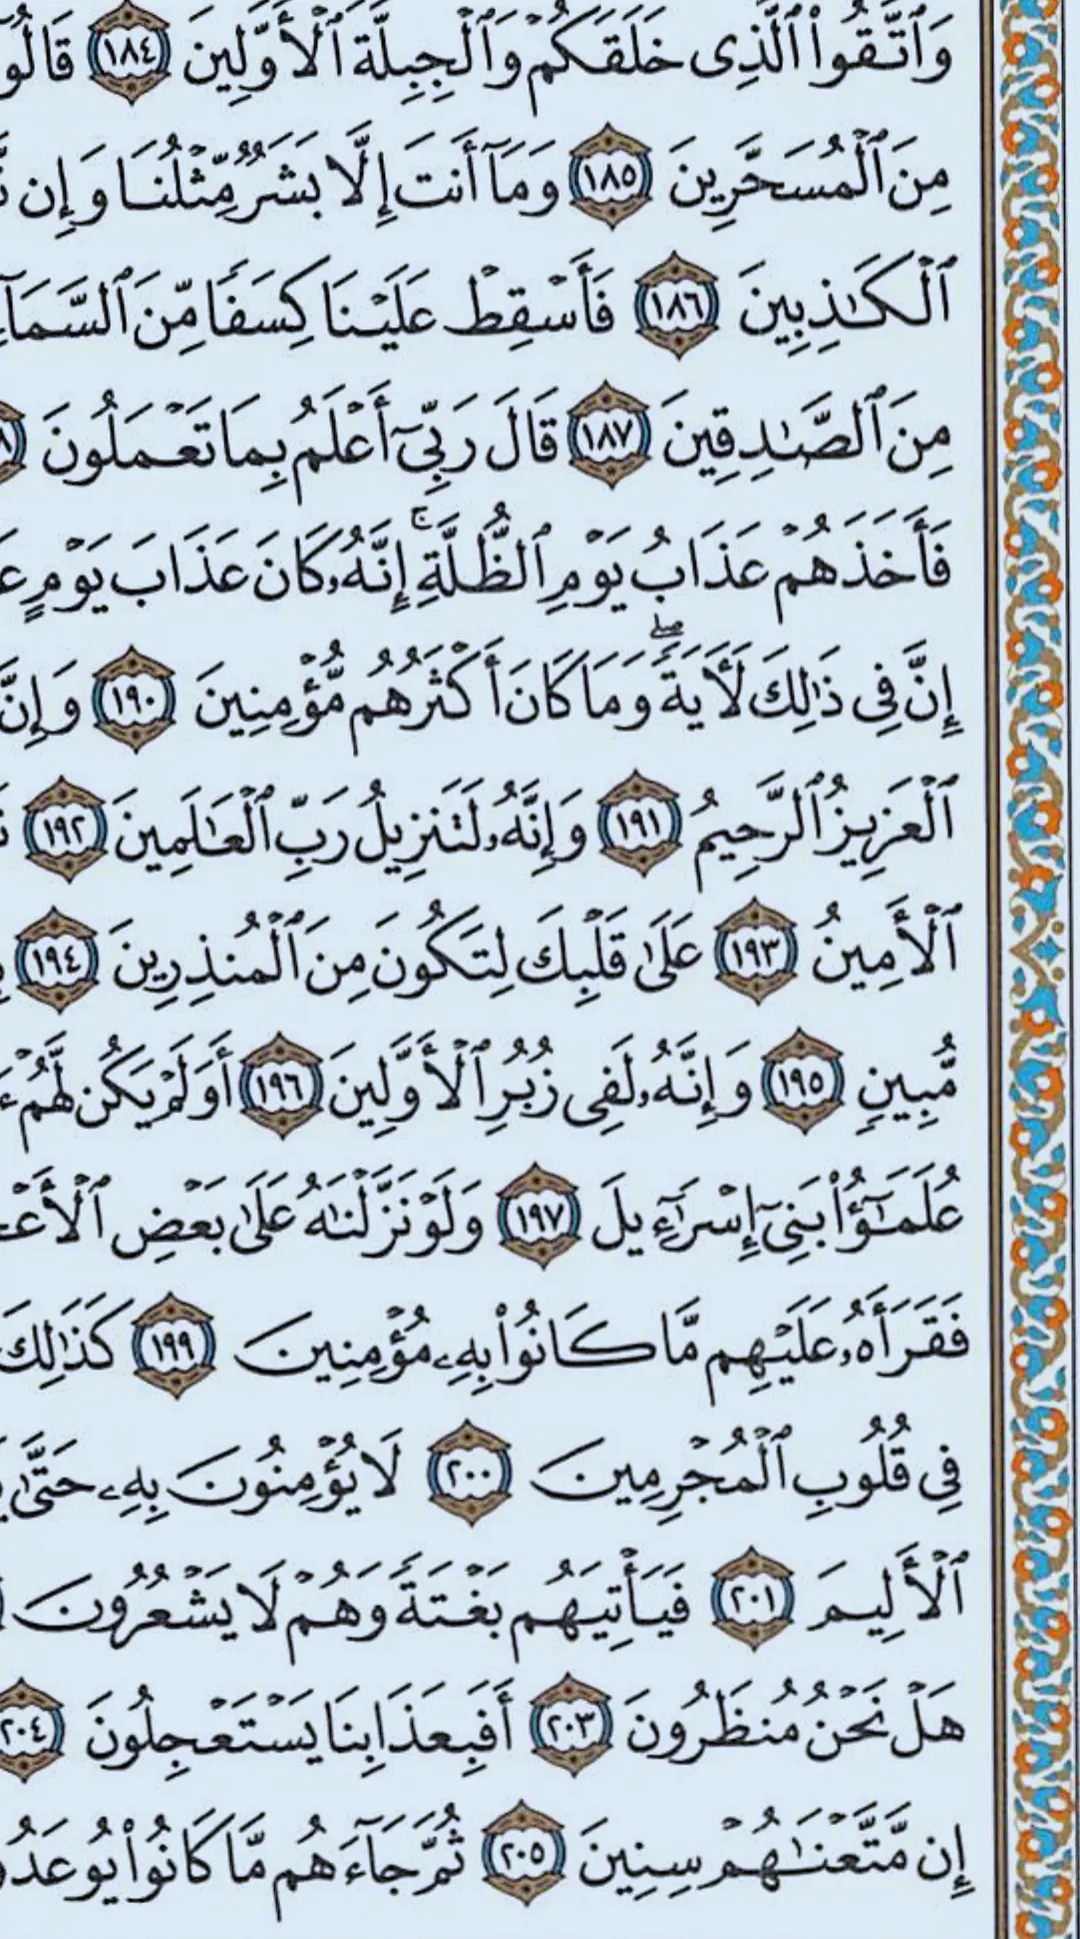 وَٱتَّقُوا۟ ٱلَّذِى خَلَقَكُمْ وَٱلْجِبِلَّةَ ٱلْأَوَّلِينَ ١٨٤
مِنَ ٱلْمُسَحَّرِينَ ١٨٥ وَمَآ أَنتَ إِلَّا بَشَرٌ مِّثْلُنَا وَإِن
ٱلْكَـٰذِبِينَ ١٨٦ فَأَسْقِطْ عَلَيْنَا كِسَفًا مِّنَ ٱلسَّمَآ
مِنَ ٱلصَّـٰدِقِينَ ١٨٧ قَالَ رَبِّىٓ أَعْلَمُ بِمَا تَعْمَلُونَ
فَأَخَذَهُمْ عَذَابُ يَوْمِ ٱلظُّلَّةِ ۚ إِنَّهُۥ كَانَ عَذَابَ يَوْمٍ
إِنَّ فِى ذَٰلِكَ لَـَٔايَةً ۖ وَمَا كَانَ أَكْثَرُهُم مُّؤْمِنِينَ ١٩٠ وَإِنَّ
ٱلْعَزِيزُ ٱلرَّحِيمُ ١٩١ وَإِنَّهُۥ لَتَنزِيلُ رَبِّ ٱلْعَـٰلَمِينَ ١٩٢
ٱلْأَمِينُ ١٩٣ عَلَىٰ قَلْبِكَ لِتَكُونَ مِنَ ٱلْمُنذِرِينَ ١٩٤
مُّبِينٍ ١٩٥ وَإِنَّهُۥ لَفِى زُبُرِ ٱلْأَوَّلِينَ ١٩٦ أَوَلَمْ يَكُن لَّهُمْ
عُلَمَـٰٓؤُا۟ بَنِىٓ إِسْرَٰٓءِيلَ ١٩٧ وَلَوْ نَزَّلْنَـٰهُ عَلَىٰ بَعْضِ ٱلْأَعْ
فَقَرَأَهُۥ عَلَيْهِم مَّا كَانُوا۟ بِهِۦ مُؤْمِنِينَ ١٩٩ كَذَٰلِكَ
فِى قُلُوبِ ٱلْمُجْرِمِينَ ٢٠٠ لَا يُؤْمِنُونَ بِهِۦ حَتَّىٰ
ٱلْأَلِيمَ ٢٠١ فَيَأْتِيَهُم بَغْتَةً وَهُمْ لَا يَشْعُرُونَ
هَلْ نَحْنُ مُنظَرُونَ ٢٠٣ أَفَبِعَذَابِنَا يَسْتَعْجِلُونَ ٢٠٤
إِن مَّتَّعْنَـٰهُمْ سِنِينَ ٢٠٥ ثُمَّ جَآءَهُم مَّا كَانُوا۟ يُوعَدُ